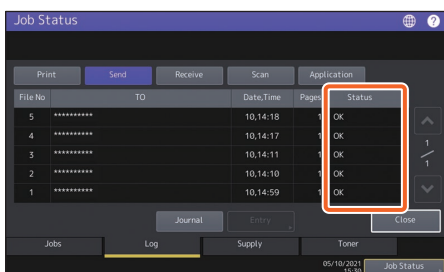 Job Status
?
Print Send Receive Scan Application
File No TO Date,Time Pages Status
5 ********** 10,14:18 1 OK
4 ********** 10,14:17 1 OK
3 ********** 10,14:11 1 OK
2 ********** 10,14:10 1 OK
1 ********** 10,14:59 1 OK
1
/
1
Journal Entry Close
Jobs Log Supply Toner
05/10/2021
15:30
Job Status